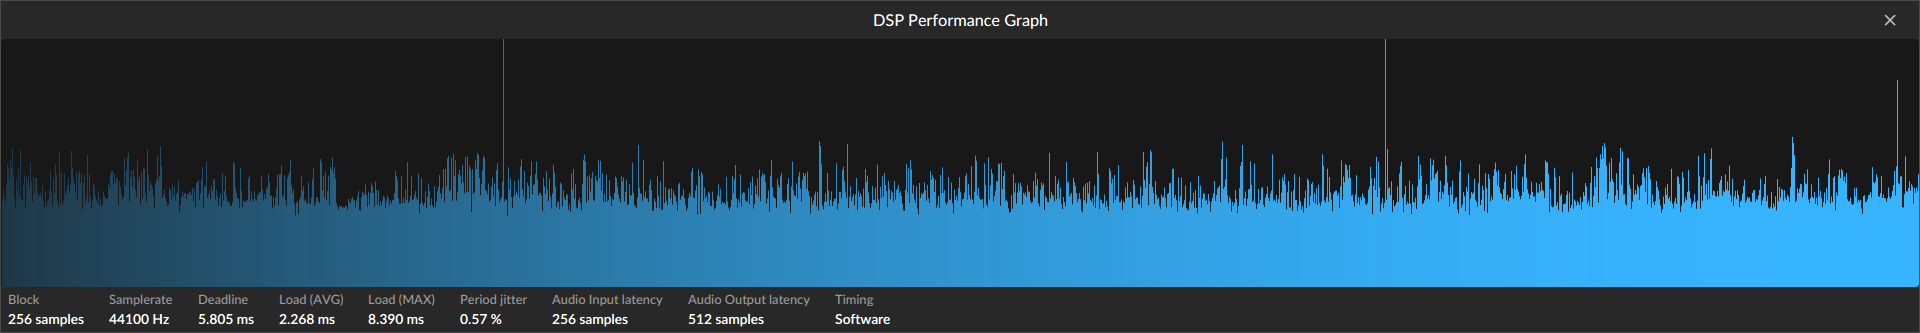 DSP Performance Graph
Block Samplerate Deadline Load (AVG) Load (MAX) Period jitter Audio Input latency Audio Output latency Timing
256 samples 44100 Hz 5.805 ms 2.268 ms 8.390 ms 0.57 % 256 samples 512 samples Software